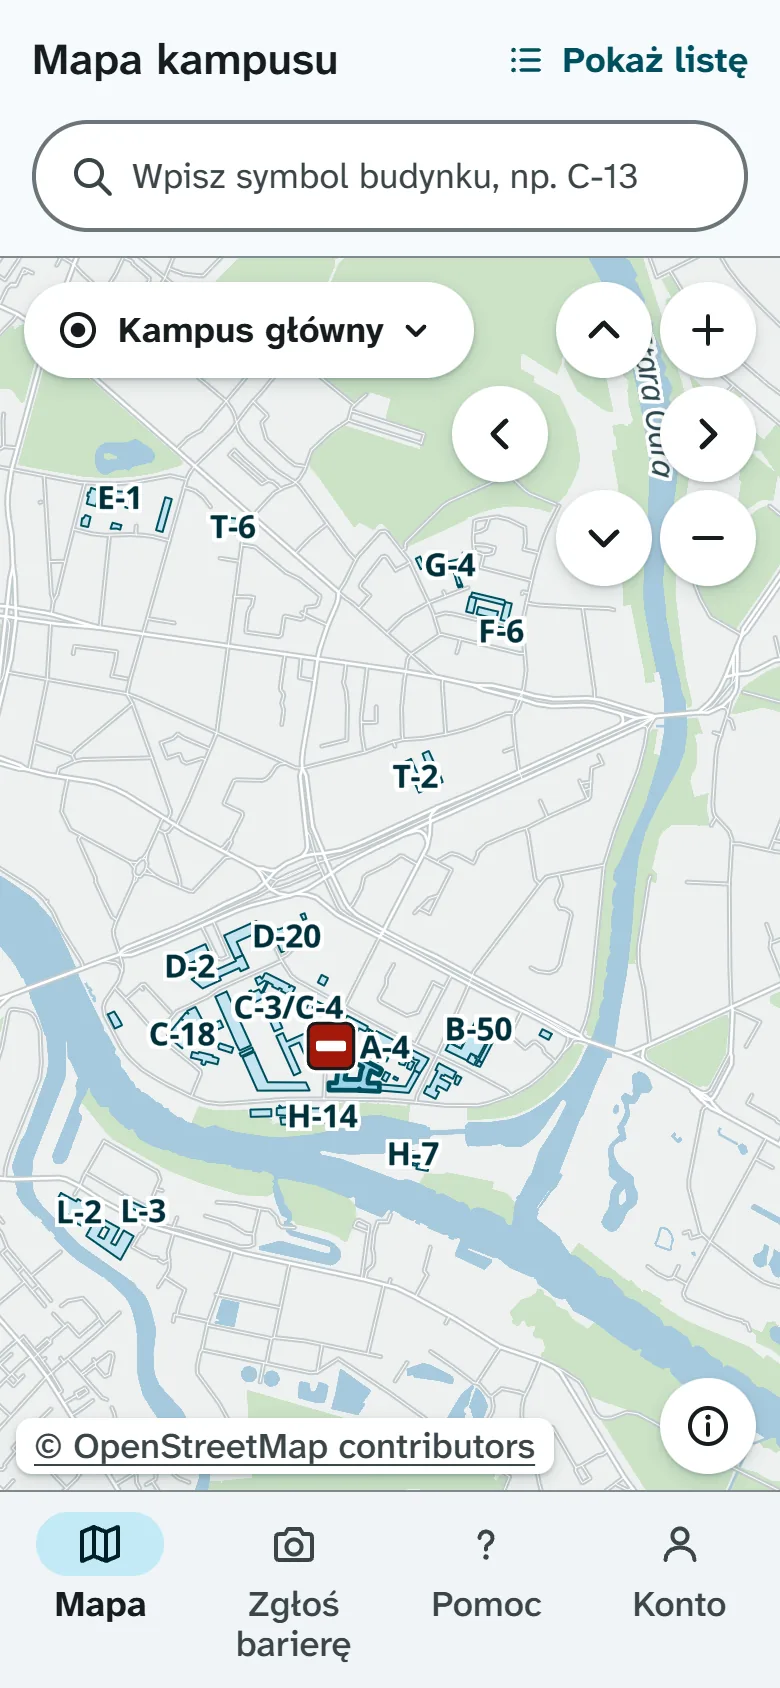 Mapa kampusu
Pokaż listę
Wpisz symbol budynku, np. C-13
Kampus główny
E-1
T-6
G-4
F-6
T-2
D-20
D-2
C-3/C-4
C-18
A-4
B-50
H-14
H-7
L-2
L-3
© OpenStreetMap contributors
Mapa
Zgłoś
barierę
Pomoc
Konto